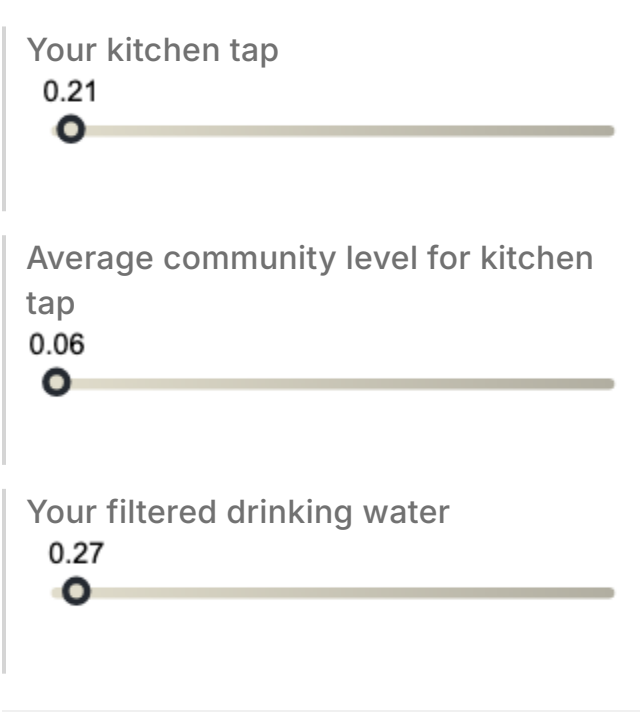 Your kitchen tap
0.21
Average community level for kitchen
tap
0.06
Your filtered drinking water
0.27